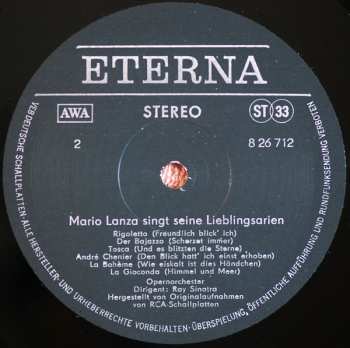 ETERNA
AWA STEREO ST 33
2 8 26 712
Mario Lanza singt seine Lieblingsarien
Rigoletto (Freundlich blick' ich)
Der Bajazzo (Scherzet immer)
Tosca (Und es blitzten die Sterne)
André Chenier (Den Blick hatt' ich einst erhoben)
La Bohème (Wie eiskalt ist dies Händchen)
La Gioconda (Himmel und Meer)
Opernorchester
Dirigent: Ray Sinatra
Hergestellt von Originalaufnahmen
von RCA-Schallplatten
VEB DEUTSCHE SCHALLPLATTEN·ALLE HERSTELLER- UND URHEBERRECHTE VORBEHALTEN·ÜBERSPIELUNG, ÖFFENTLICHE AUFFÜHRUNG UND RUNDFUNKSENDUNG VERBOTEN